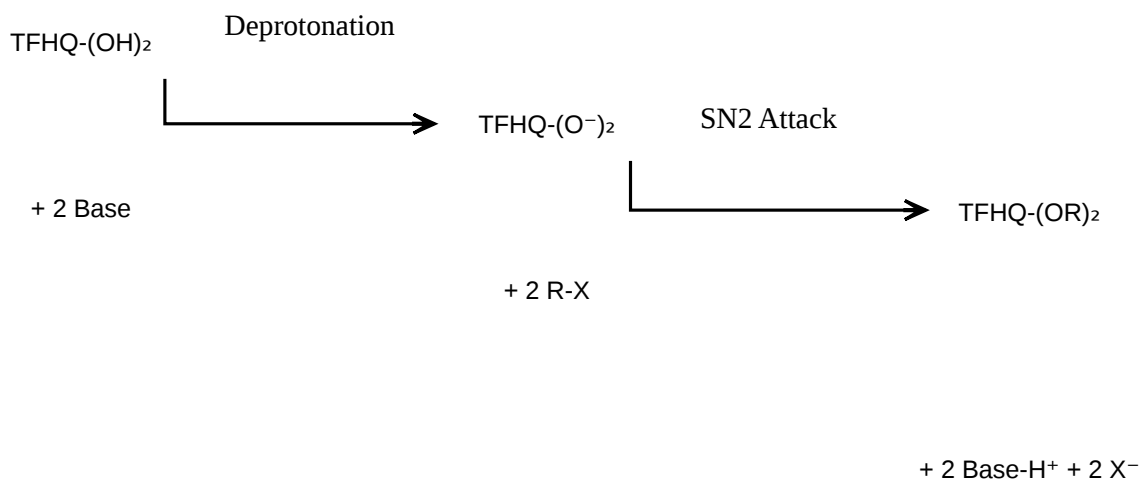 Deprotonation
TFHQ-(OH)₂
SN2 Attack
TFHQ-(O⁻)₂
+ 2 Base
TFHQ-(OR)₂
+ 2 R-X
+ 2 Base-H⁺ + 2 X⁻